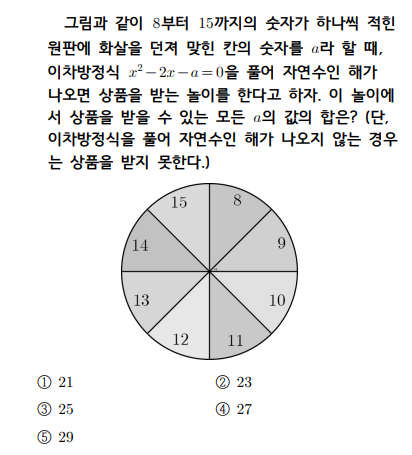 그림과 같이 8부터 15까지의 숫자가 하나씩 적힌
원판에 화살을 던져 맞힌 칸의 숫자를 a라 할 때,
이차방정식 x²-2x-a=0을 풀어 자연수인 해가
나오면 상품을 받는 놀이를 한다고 하자. 이 놀이에
서 상품을 받을 수 있는 모든 a의 값의 합은? (단,
이차방정식을 풀어 자연수인 해가 나오지 않는 경우
는 상품을 받지 못한다.)
15 8
14 9
13 10
12 11
① 21 ② 23
③ 25 ④ 27
⑤ 29